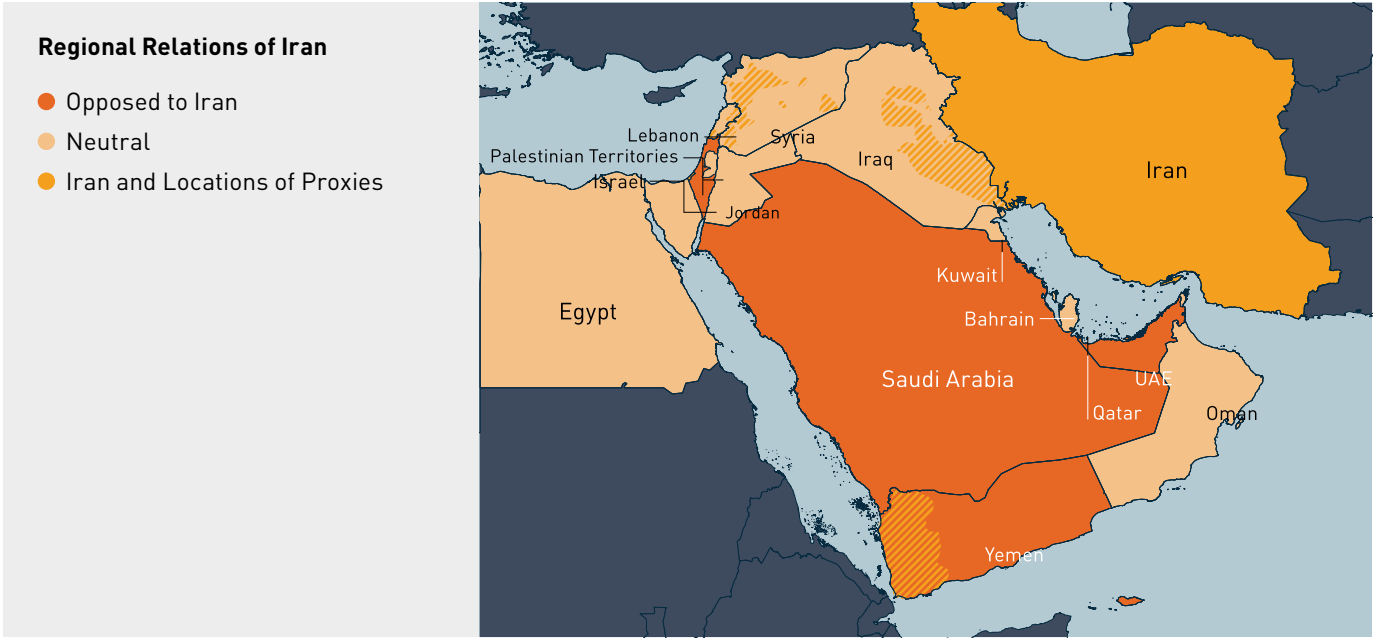 Regional Relations of Iran
Opposed to Iran
Neutral
Iran and Locations of Proxies
Lebanon
Syria
Palestinian Territories
Iraq
Iran
Israel
Jordan
Kuwait
Egypt
Bahrain
Saudi Arabia
UAE
Qatar
Oman
Yemen